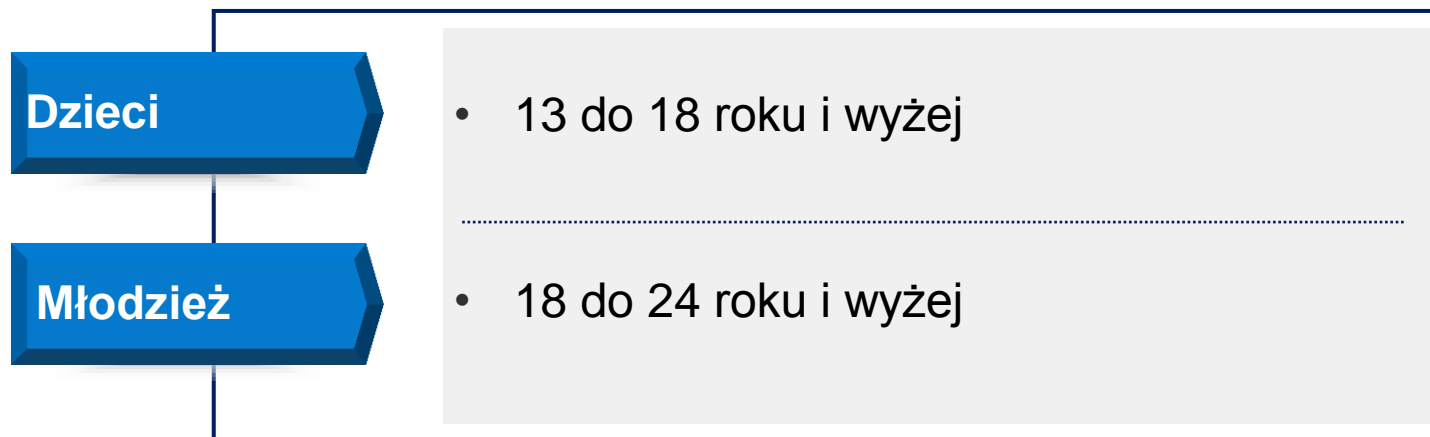 Dzieci
• 13 do 18 roku i wyżej
Młodzież
• 18 do 24 roku i wyżej